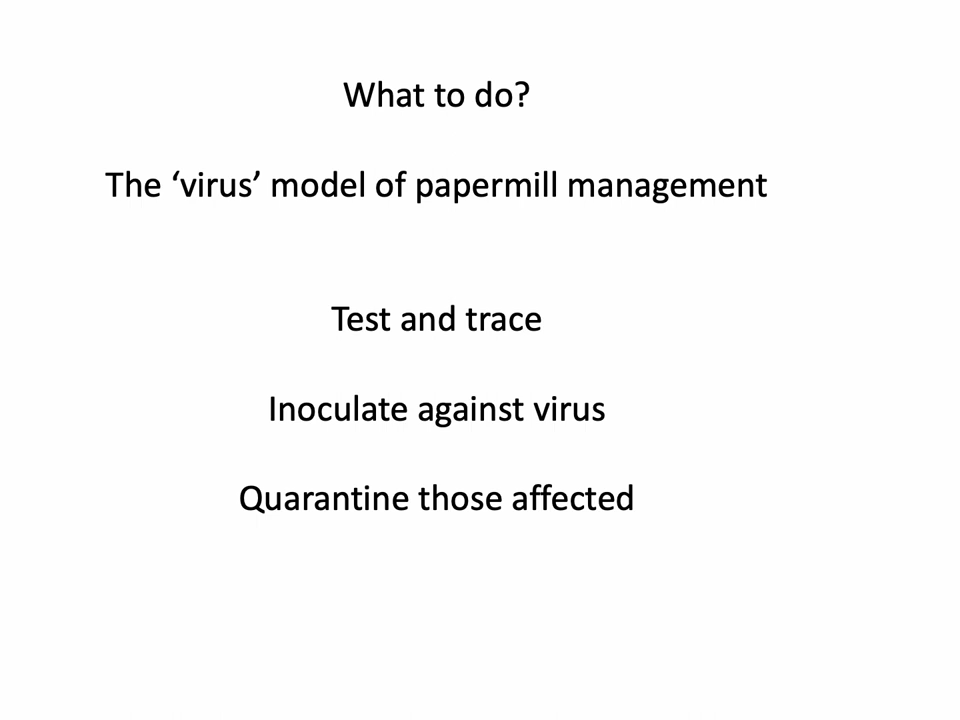 What to do?
The ‘virus’ model of papermill management
Test and trace
Inoculate against virus
Quarantine those affected